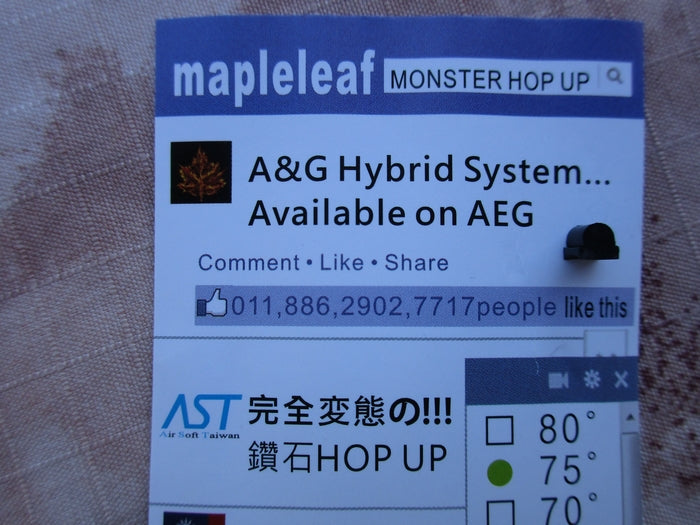 mapleleaf MONSTER HOP UP
A&G Hybrid System...
Available on AEG
Comment • Like • Share
011,886,2902,7717people like this
AST 完全変態の!!!
Air Soft Taiwan
鑽石HOP UP
80°
75°
70°